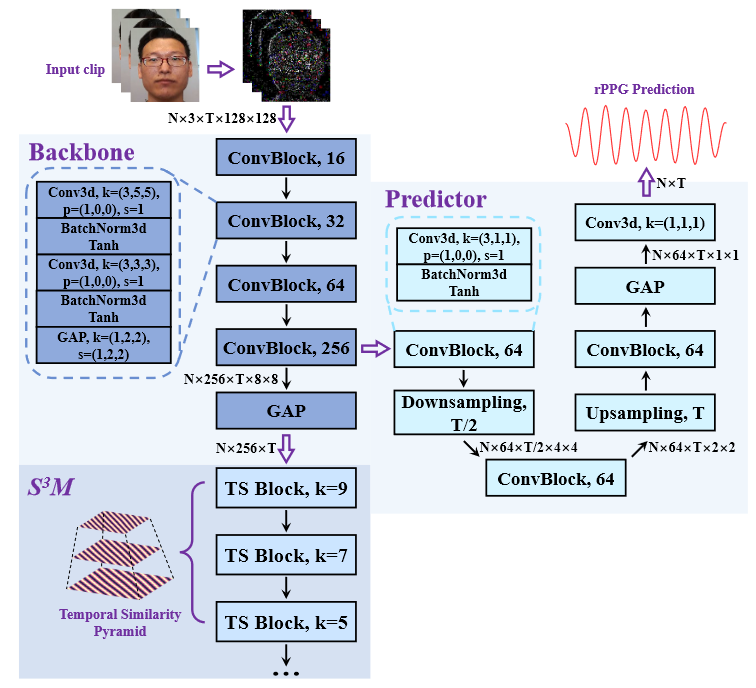 Input clip
N×3×T×128×128
Backbone
ConvBlock, 16
Conv3d, k=(3,5,5),
p=(1,0,0), s=1
BatchNorm3d
Tanh
Conv3d, k=(3,3,3),
p=(1,0,0), s=1
BatchNorm3d
Tanh
GAP, k=(1,2,2),
s=(1,2,2)
ConvBlock, 32
ConvBlock, 64
ConvBlock, 256
N×256×T×8×8
GAP
N×256×T
S³M
TS Block, k=9
TS Block, k=7
TS Block, k=5
...
Temporal Similarity
Pyramid
Predictor
Conv3d, k=(3,1,1),
p=(1,0,0), s=1
BatchNorm3d
Tanh
ConvBlock, 64
Downsampling,
T/2
N×64×T/2×4×4
ConvBlock, 64
N×64×T×2×2
Upsampling, T
ConvBlock, 64
GAP
N×64×T×1×1
Conv3d, k=(1,1,1)
N×T
rPPG Prediction